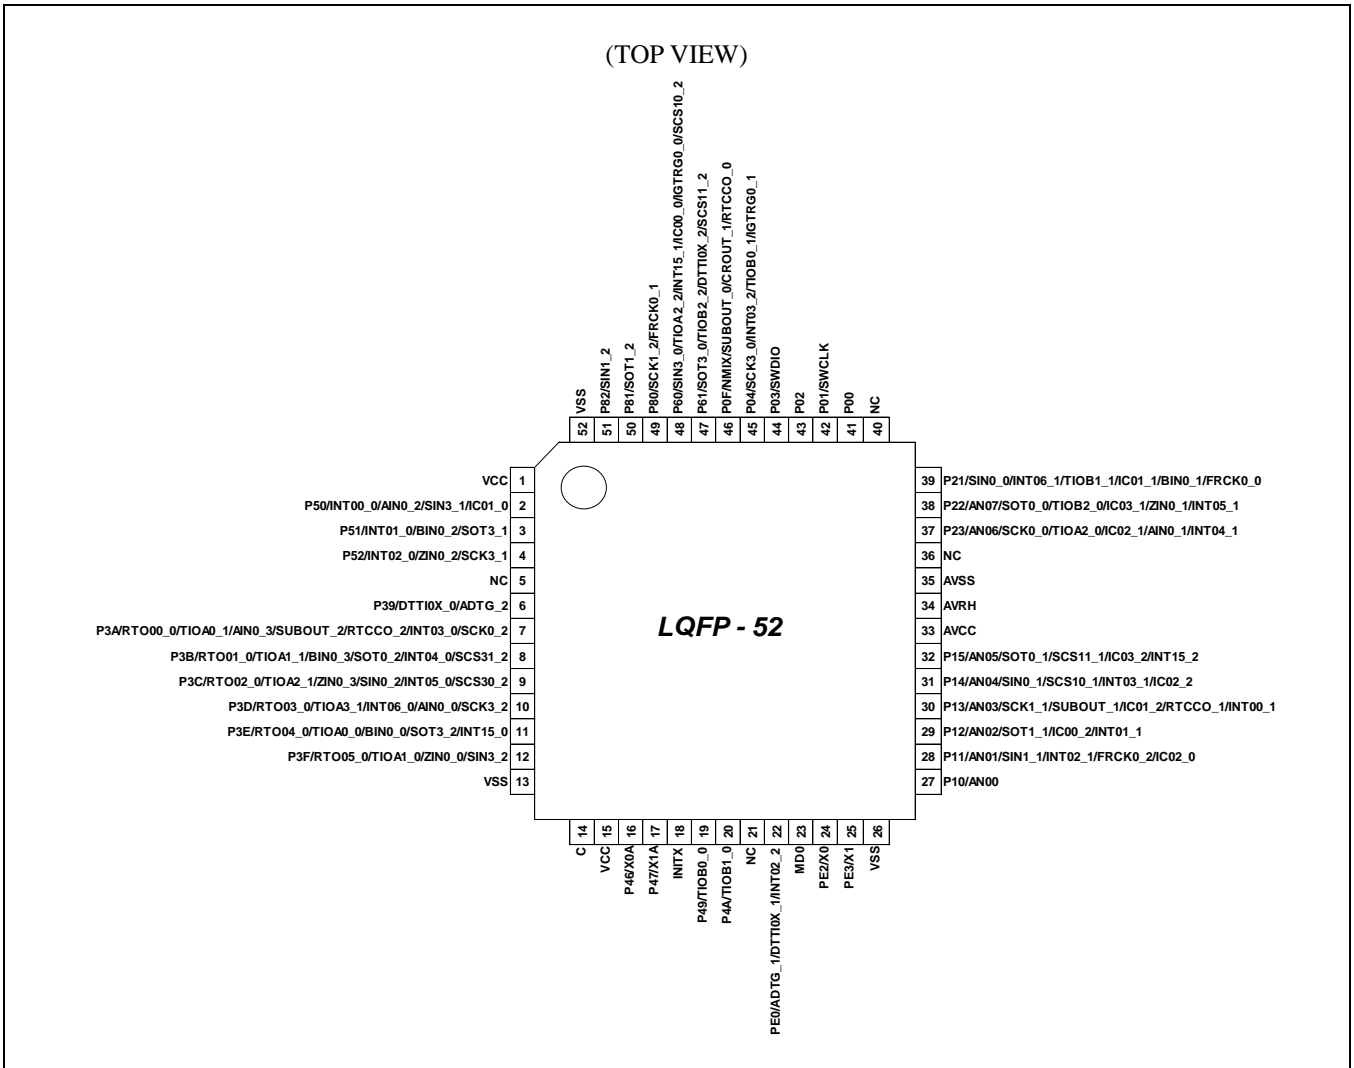 (TOP VIEW)
VSS
P82/SIN1_2
P81/SOT1_2
P80/SCK1_2/FRCK0_1
P60/SIN3_0/TIOA2_2/INT15_1/IC00_0/IGTRG0_0/SCS10_2
P61/SOT3_0/TIOB2_2/DTTI0X_2/SCS11_2
P0F/NMIX/SUBOUT_0/CROUT_1/RTCCO_0
P04/SCK3_0/INT03_2/TIOB0_1/IGTRG0_1
P03/SWDIO
P02
P01/SWCLK
P00
NC
52 51 50 49 48 47 46 45 44 43 42 41 40
VCC 1
P50/INT00_0/AIN0_2/SIN3_1/IC01_0 2
P51/INT01_0/BIN0_2/SOT3_1 3
P52/INT02_0/ZIN0_2/SCK3_1 4
NC 5
P39/DTTI0X_0/ADTG_2 6
P3A/RTO00_0/TIOA0_1/AIN0_3/SUBOUT_2/RTCCO_2/INT03_0/SCK0_2 7
P3B/RTO01_0/TIOA1_1/BIN0_3/SOT0_2/INT04_0/SCS31_2 8
P3C/RTO02_0/TIOA2_1/ZIN0_3/SIN0_2/INT05_0/SCS30_2 9
P3D/RTO03_0/TIOA3_1/INT06_0/AIN0_0/SCK3_2 10
P3E/RTO04_0/TIOA0_0/BIN0_0/SOT3_2/INT15_0 11
P3F/RTO05_0/TIOA1_0/ZIN0_0/SIN3_2 12
VSS 13
LQFP - 52
39 P21/SIN0_0/INT06_1/TIOB1_1/IC01_1/BIN0_1/FRCK0_0
38 P22/AN07/SOT0_0/TIOB2_0/IC03_1/ZIN0_1/INT05_1
37 P23/AN06/SCK0_0/TIOA2_0/IC02_1/AIN0_1/INT04_1
36 NC
35 AVSS
34 AVRH
33 AVCC
32 P15/AN05/SOT0_1/SCS11_1/IC03_2/INT15_2
31 P14/AN04/SIN0_1/SCS10_1/INT03_1/IC02_2
30 P13/AN03/SCK1_1/SUBOUT_1/IC01_2/RTCCO_1/INT00_1
29 P12/AN02/SOT1_1/IC00_2/INT01_1
28 P11/AN01/SIN1_1/INT02_1/FRCK0_2/IC02_0
27 P10/AN00
14 15 16 17 18 19 20 21 22 23 24 25 26
C
VCC
P46/X0A
P47/X1A
INITX
P49/TIOB0_0
P4A/TIOB1_0
NC
PE0/ADTG_1/DTTI0X_1/INT02_2
MD0
PE2/X0
PE3/X1
VSS